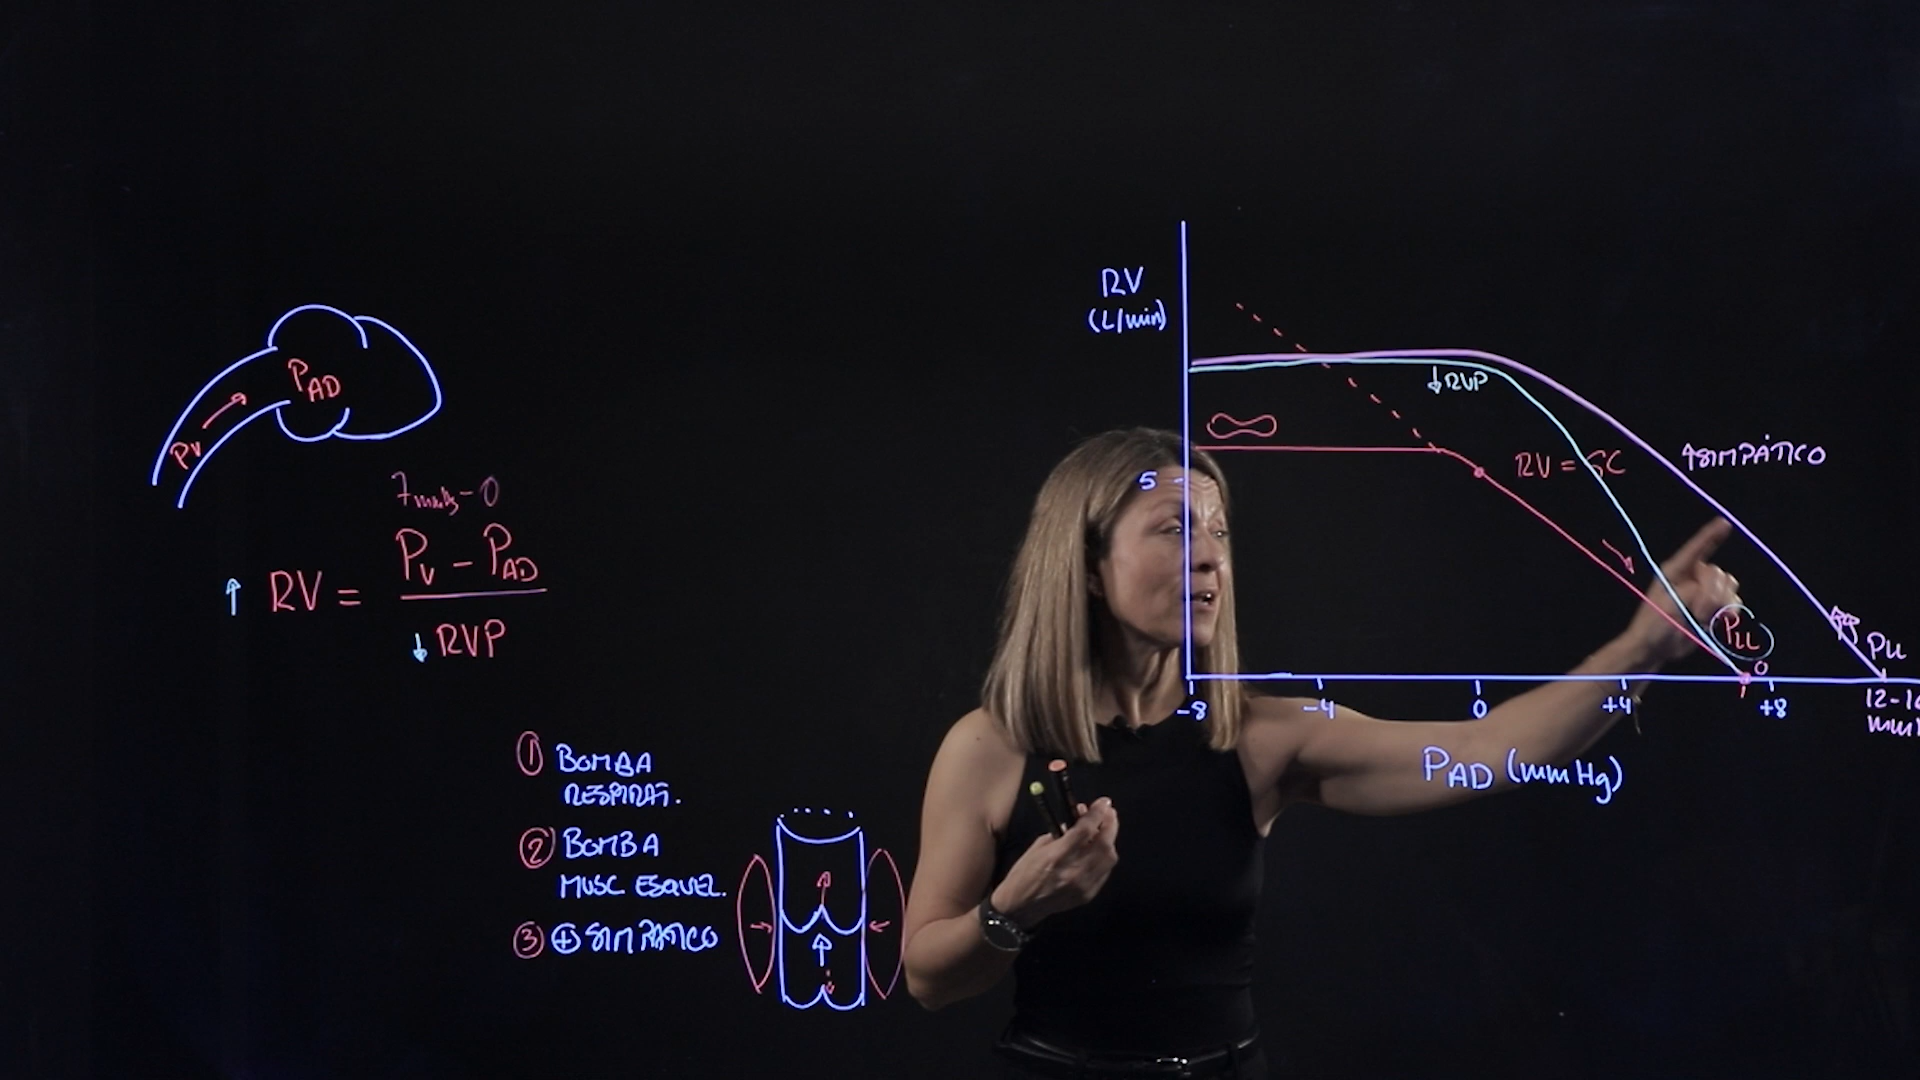 PAD
PV
7mmHg-0
PV - PAD
↑ RV =
↓ RVP
1 BOMBA
RESPIRAT.
2 BOMBA
MUSC ESQUEL.
3 + SIMPÁTICO
RV
(L/min)
5
↓RVP
RV = GC
↑SIMPÁTICO
PLL
0
PLL
-8
-4
0
+4
+8
PAD (mmHg)